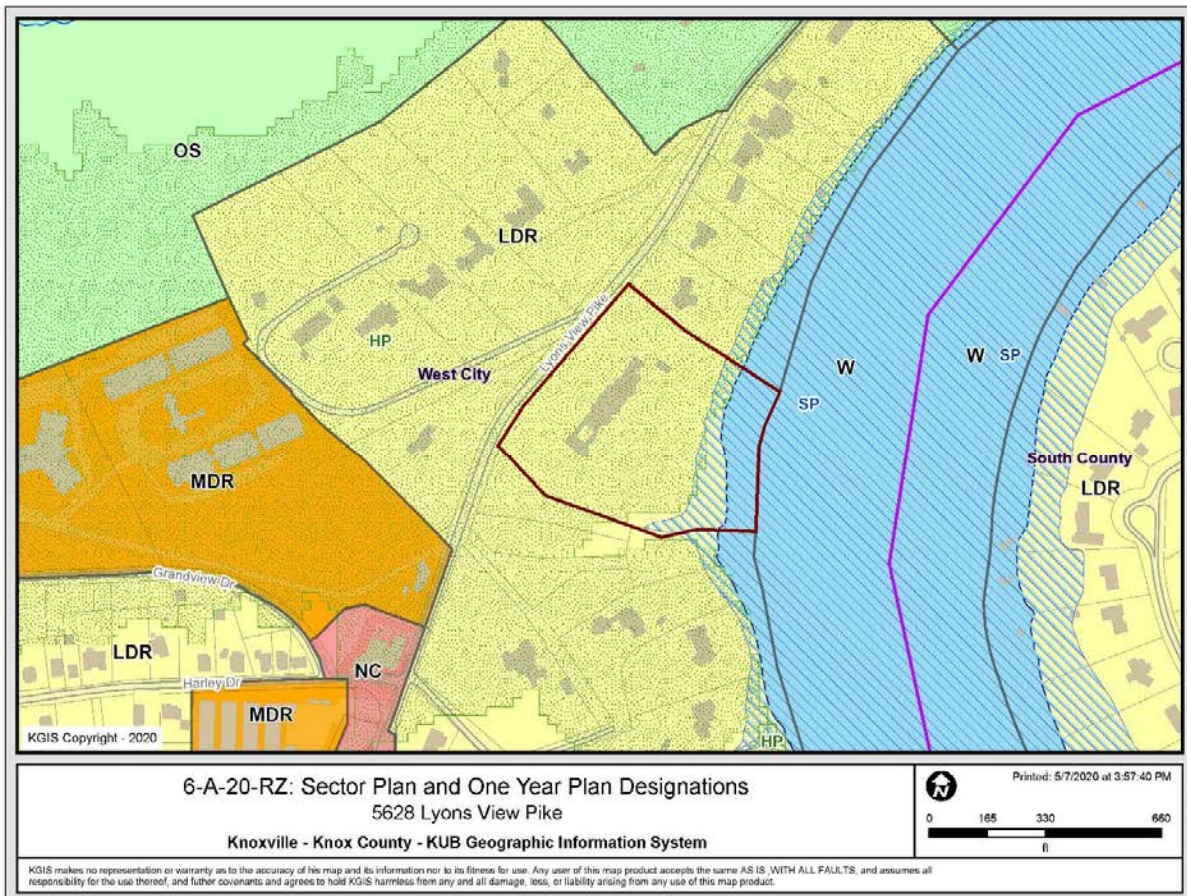 OS
LDR
HP
Lyons View Pike
West City
W
SP
W
SP
South County
LDR
MDR
Grandview Dr
LDR
NC
Harley Dr
MDR
HP
KGIS Copyright - 2020
6-A-20-RZ: Sector Plan and One Year Plan Designations
5628 Lyons View Pike
Knoxville - Knox County - KUB Geographic Information System
N
Printed: 5/7/2020 at 3:57:40 PM
0 165 330 660
ft
KGIS makes no representation or warranty as to the accuracy of his map and its information nor to its fitness for use. Any user of this map product accepts the same AS IS ,WITH ALL FAULTS, and assumes all
responsibility for the use thereof, and futher covenants and agrees to hold KGIS harmless from any and all damage, loss, or liability arising from any use of this map product.